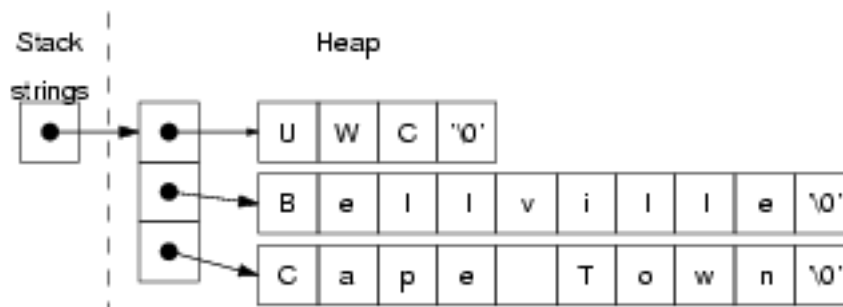 Stack Heap
strings
U W C '\0'
B e l l v i l l e '\0'
C a p e T o w n '\0'